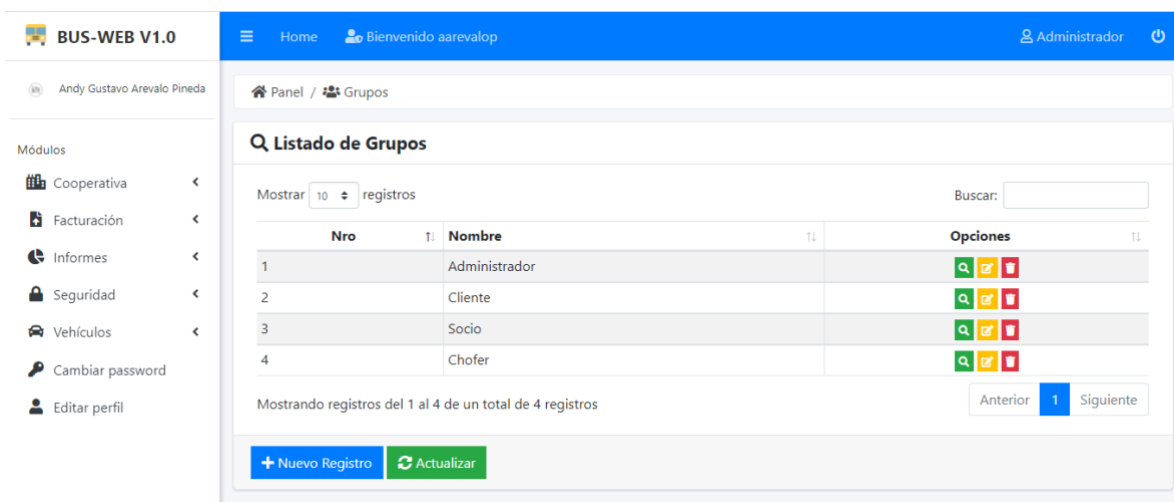 BUS-WEB V1.0
Home Bienvenido aarevalop Administrador
Andy Gustavo Arevalo Pineda
Panel / Grupos
Módulos
Cooperativa
Facturación
Informes
Seguridad
Vehículos
Cambiar password
Editar perfil
Listado de Grupos
Mostrar 10 registros Buscar:
Nro Nombre Opciones
1 Administrador
2 Cliente
3 Socio
4 Chofer
Mostrando registros del 1 al 4 de un total de 4 registros
Anterior 1 Siguiente
Nuevo Registro Actualizar